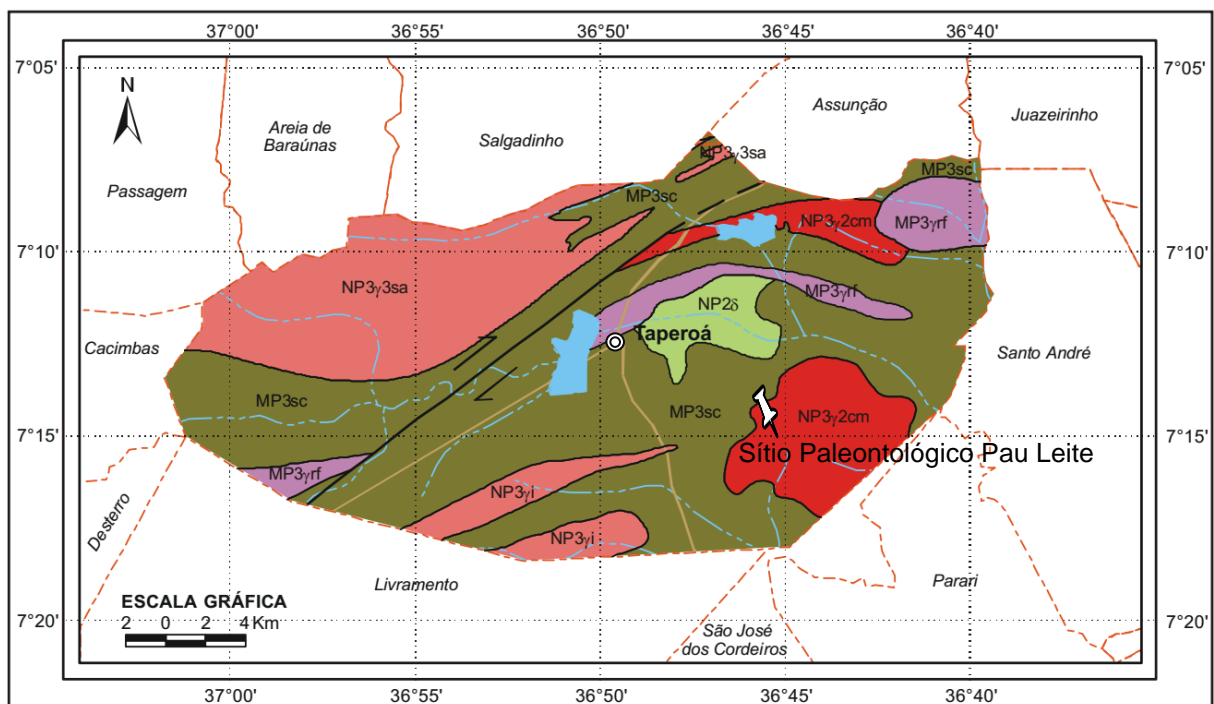 37°00' 36°55' 36°50' 36°45' 36°40'
7°05' 7°05'
N
Assunção
Juazeirinho
Areia de
Baraúnas
Salgadinho
NP3γ3sa
MP3sc
Passagem
MP3sc
NP3γ2cm
MP3γrf
7°10' 7°10'
NP3γ3sa
MP3γrf
NP2δ
Taperoá
Cacimbas
Santo André
MP3sc
MP3sc
NP3γ2cm
7°15' 7°15'
Sítio Paleontológico Pau Leite
MP3γrf
NP3γi
Desterro
NP3γi
Livramento
Parari
ESCALA GRÁFICA
2 0 2 4 Km
7°20' 7°20'
São José
dos Cordeiros
37°00' 36°55' 36°50' 36°45' 36°40'